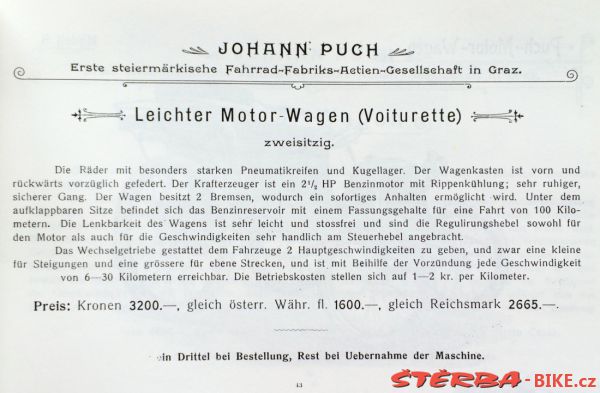 JOHANN PUCH
Erste steiermärkische Fahrrad-Fabriks-Actien-Gesellschaft in Graz.
Leichter Motor-Wagen (Voiturette)
zweisitzig.
Die Räder mit besonders starken Pneumatikreifen und Kugellager. Der Wagenkasten ist vorn und
rückwärts vorzüglich gefedert. Der Krafterzeuger ist ein 2½ HP Benzinmotor mit Rippenkühlung; sehr ruhiger,
sicherer Gang. Der Wagen besitzt 2 Bremsen, wodurch ein sofortiges Anhalten ermöglicht wird. Unter dem
aufklappbaren Sitze befindet sich das Benzinreservoir mit einem Fassungsgehalte für eine Fahrt von 100 Kilo-
metern. Die Lenkbarkeit des Wagens ist sehr leicht und stossfrei und sind die Regulirungshebel sowohl für
den Motor als auch für die Geschwindigkeiten sehr handlich am Steuerhebel angebracht.
Das Wechselgetriebe gestattet dem Fahrzeuge 2 Hauptgeschwindigkeiten zu geben, und zwar eine kleine
für Steigungen und eine grössere für ebene Strecken, und ist mit Beihilfe der Vorzündung jede Geschwindigkeit
von 6—30 Kilometern erreichbar. Die Betriebskosten stellen sich auf 1—2 kr. per Kilometer.
Preis: Kronen 3200.—, gleich österr. Währ. fl. 1600.—, gleich Reichsmark 2665.—.
in Drittel bei Bestellung, Rest bei Uebernahme der Maschine.
43
ŠTĚRBA-BIKE.cz